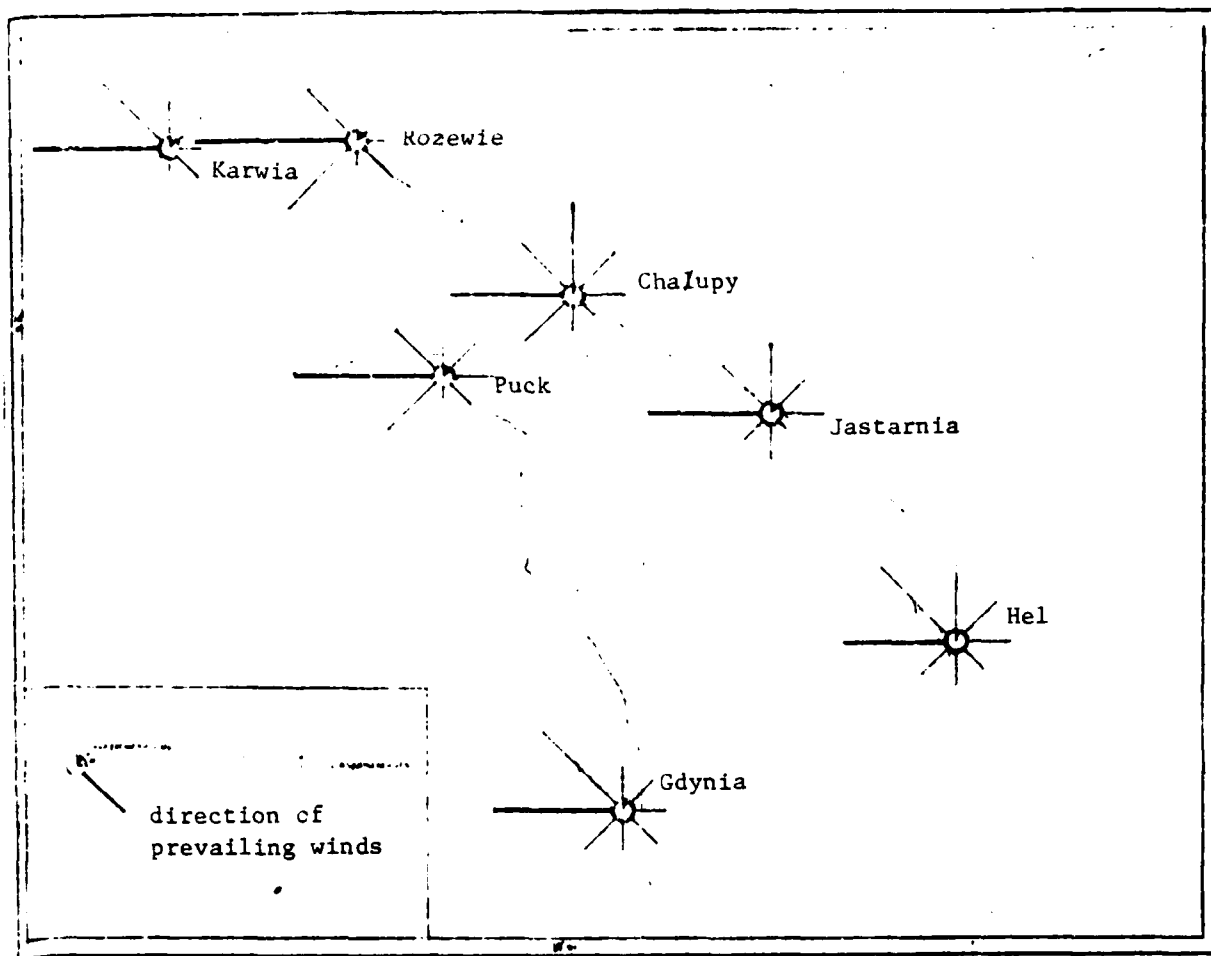 Rozewie
Karwia
Chałupy
Puck
Jastarnia
Hel
Gdynia
direction of
prevailing winds